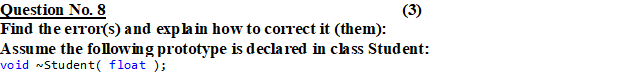 Question No. 8 (3)
Find the error(s) and explain how to correct it (them):
Assume the following prototype is declared in class Student:
void ~Student( float );